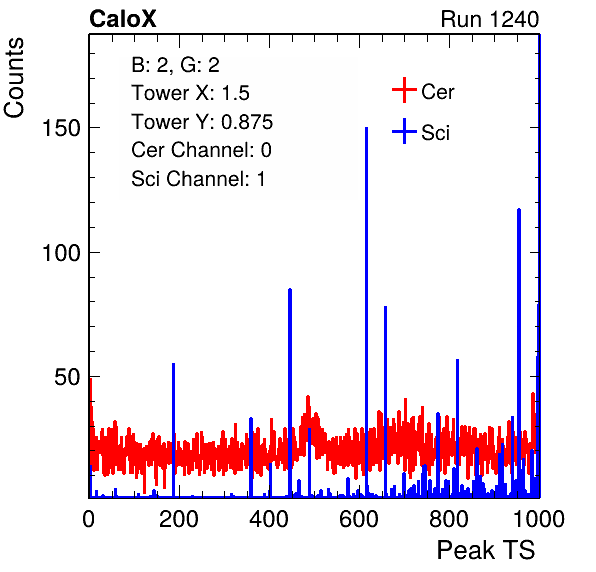 CaloX
Run 1240
Counts
B: 2, G: 2
Tower X: 1.5
Tower Y: 0.875
Cer Channel: 0
Sci Channel: 1
Cer
Sci
150
100
50
0 200 400 600 800 1000
Peak TS